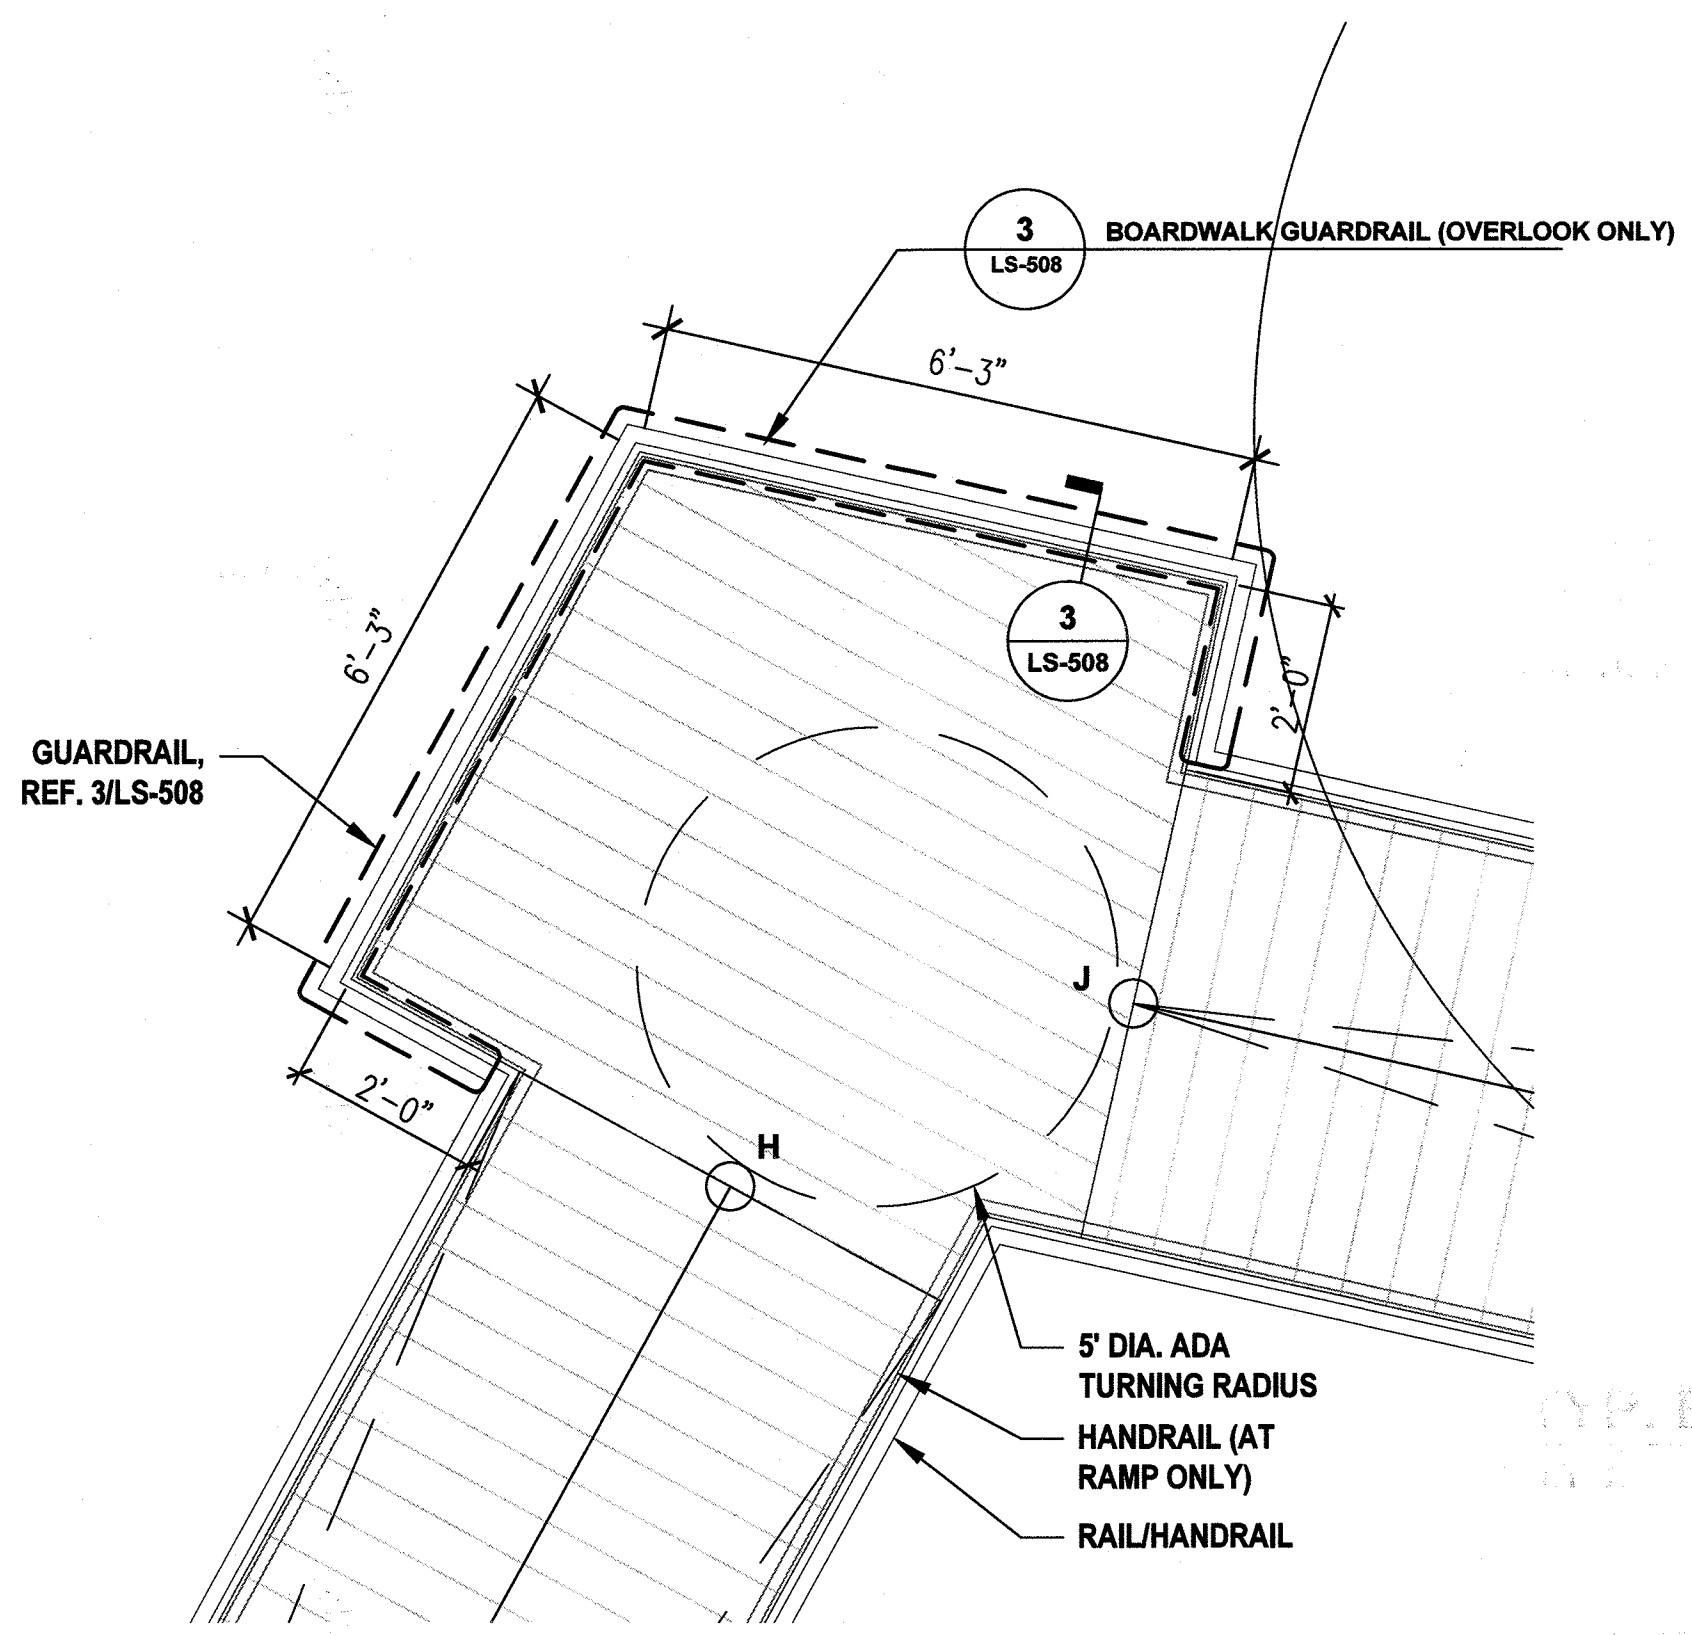 3
LS-508
BOARDWALK GUARDRAIL (OVERLOOK ONLY)
6'-3"
6'-3"
3
LS-508
2'-0"
GUARDRAIL,
REF. 3/LS-508
J
2'-0"
H
5' DIA. ADA
TURNING RADIUS
HANDRAIL (AT
RAMP ONLY)
RAIL/HANDRAIL